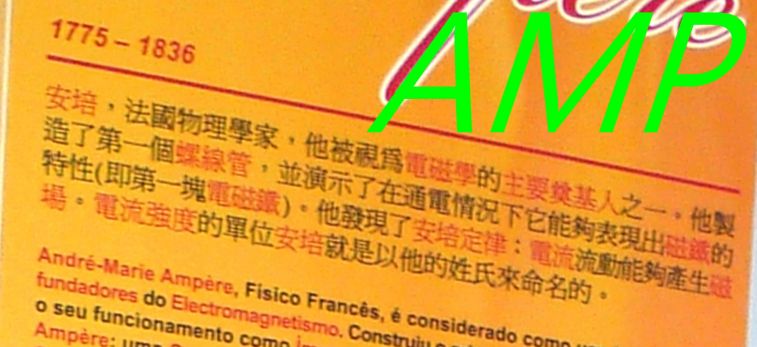 AMP
1775 – 1836
安培，法國物理學家，他被視爲電磁學的主要奠基人之一。他製
造了第一個螺線管，並演示了在通電情況下它能夠表現出磁鐵的
特性(即第一塊電磁鐵)。他發現了安培定律：電流流動能夠產生磁
場。電流強度的單位安培就是以他的姓氏來命名的。
André-Marie Ampère, Físico Francês, é considerado como
fundadores do Electromagnetismo. Construiu
o seu funcionamento como
Ampère: uma